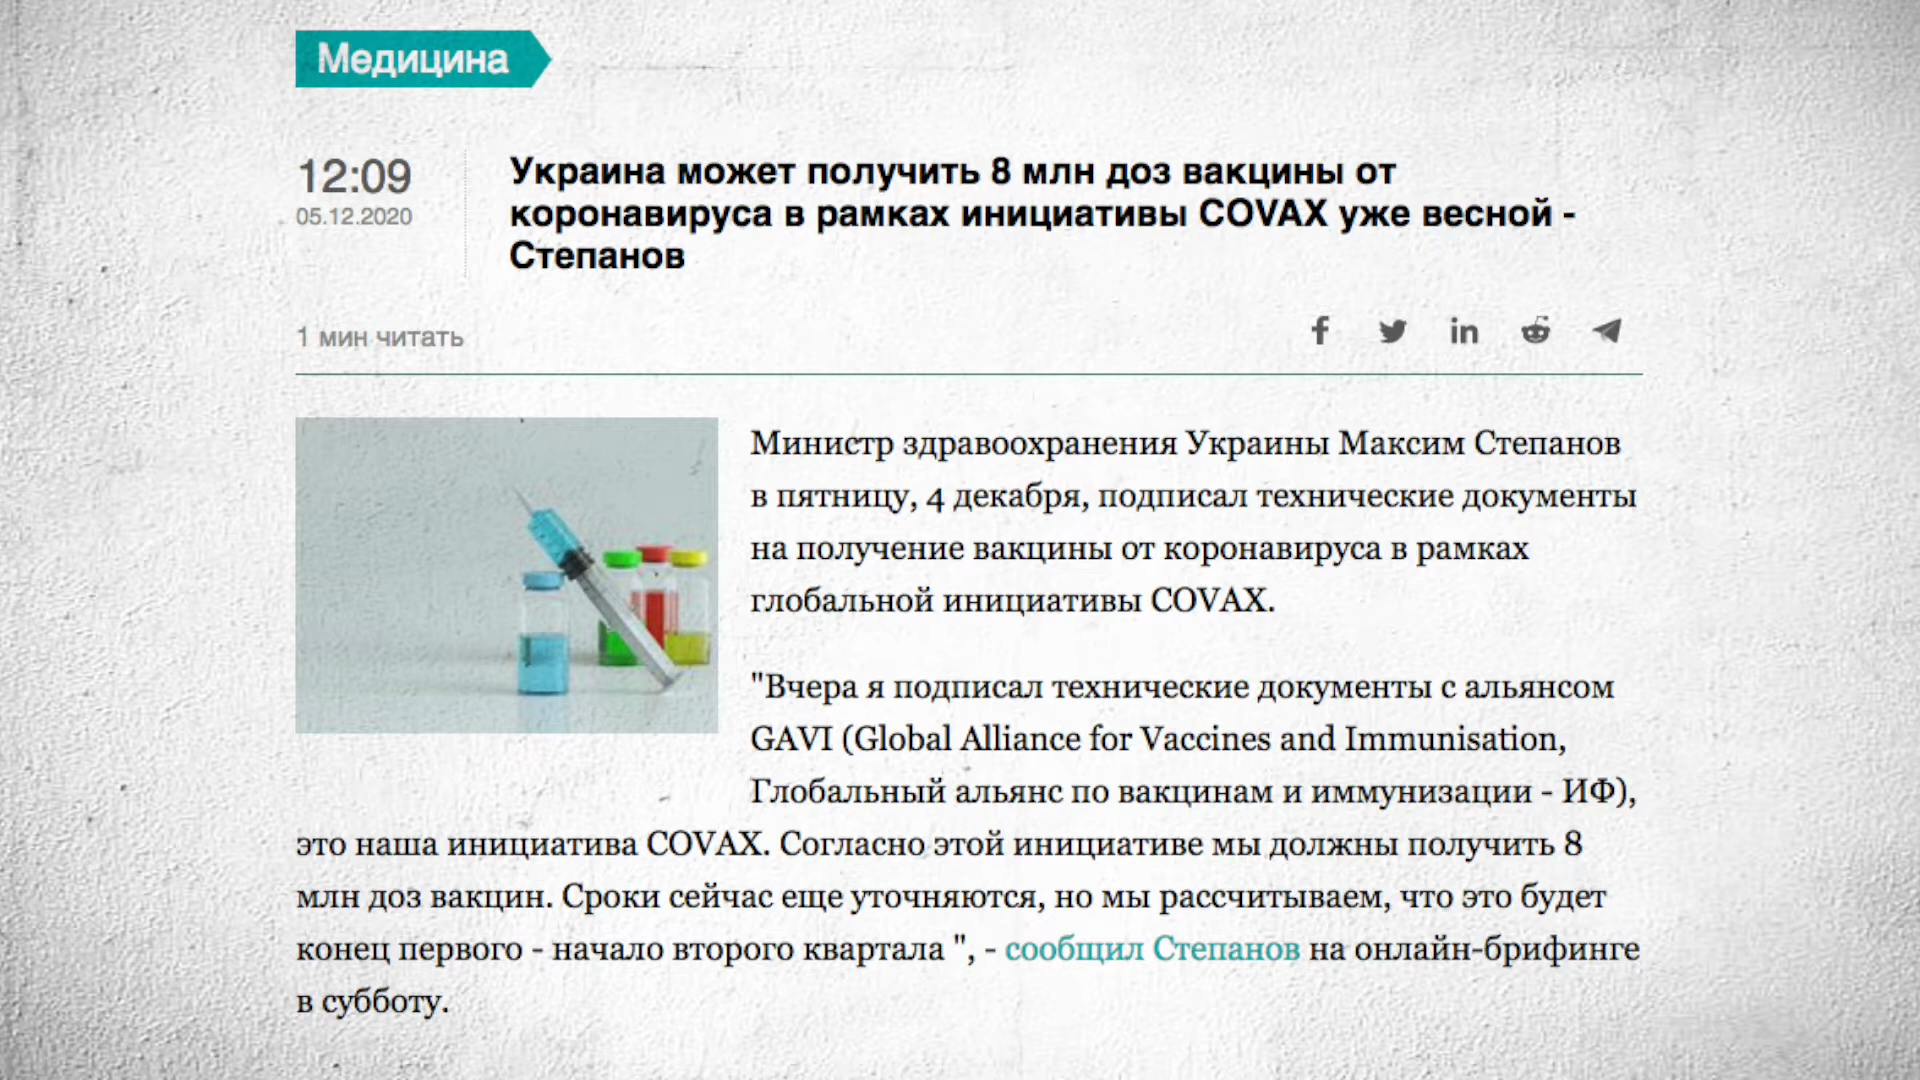 Медицина
12:09
05.12.2020
Украина может получить 8 млн доз вакцины от
коронавируса в рамках инициативы COVAX уже весной -
Степанов
1 мин читать
Министр здравоохранения Украины Максим Степанов
в пятницу, 4 декабря, подписал технические документы
на получение вакцины от коронавируса в рамках
глобальной инициативы COVAX.
"Вчера я подписал технические документы с альянсом
GAVI (Global Alliance for Vaccines and Immunisation,
Глобальный альянс по вакцинам и иммунизации - ИФ),
это наша инициатива COVAX. Согласно этой инициативе мы должны получить 8
млн доз вакцин. Сроки сейчас еще уточняются, но мы рассчитываем, что это будет
конец первого - начало второго квартала ", - сообщил Степанов на онлайн-брифинге
в субботу.